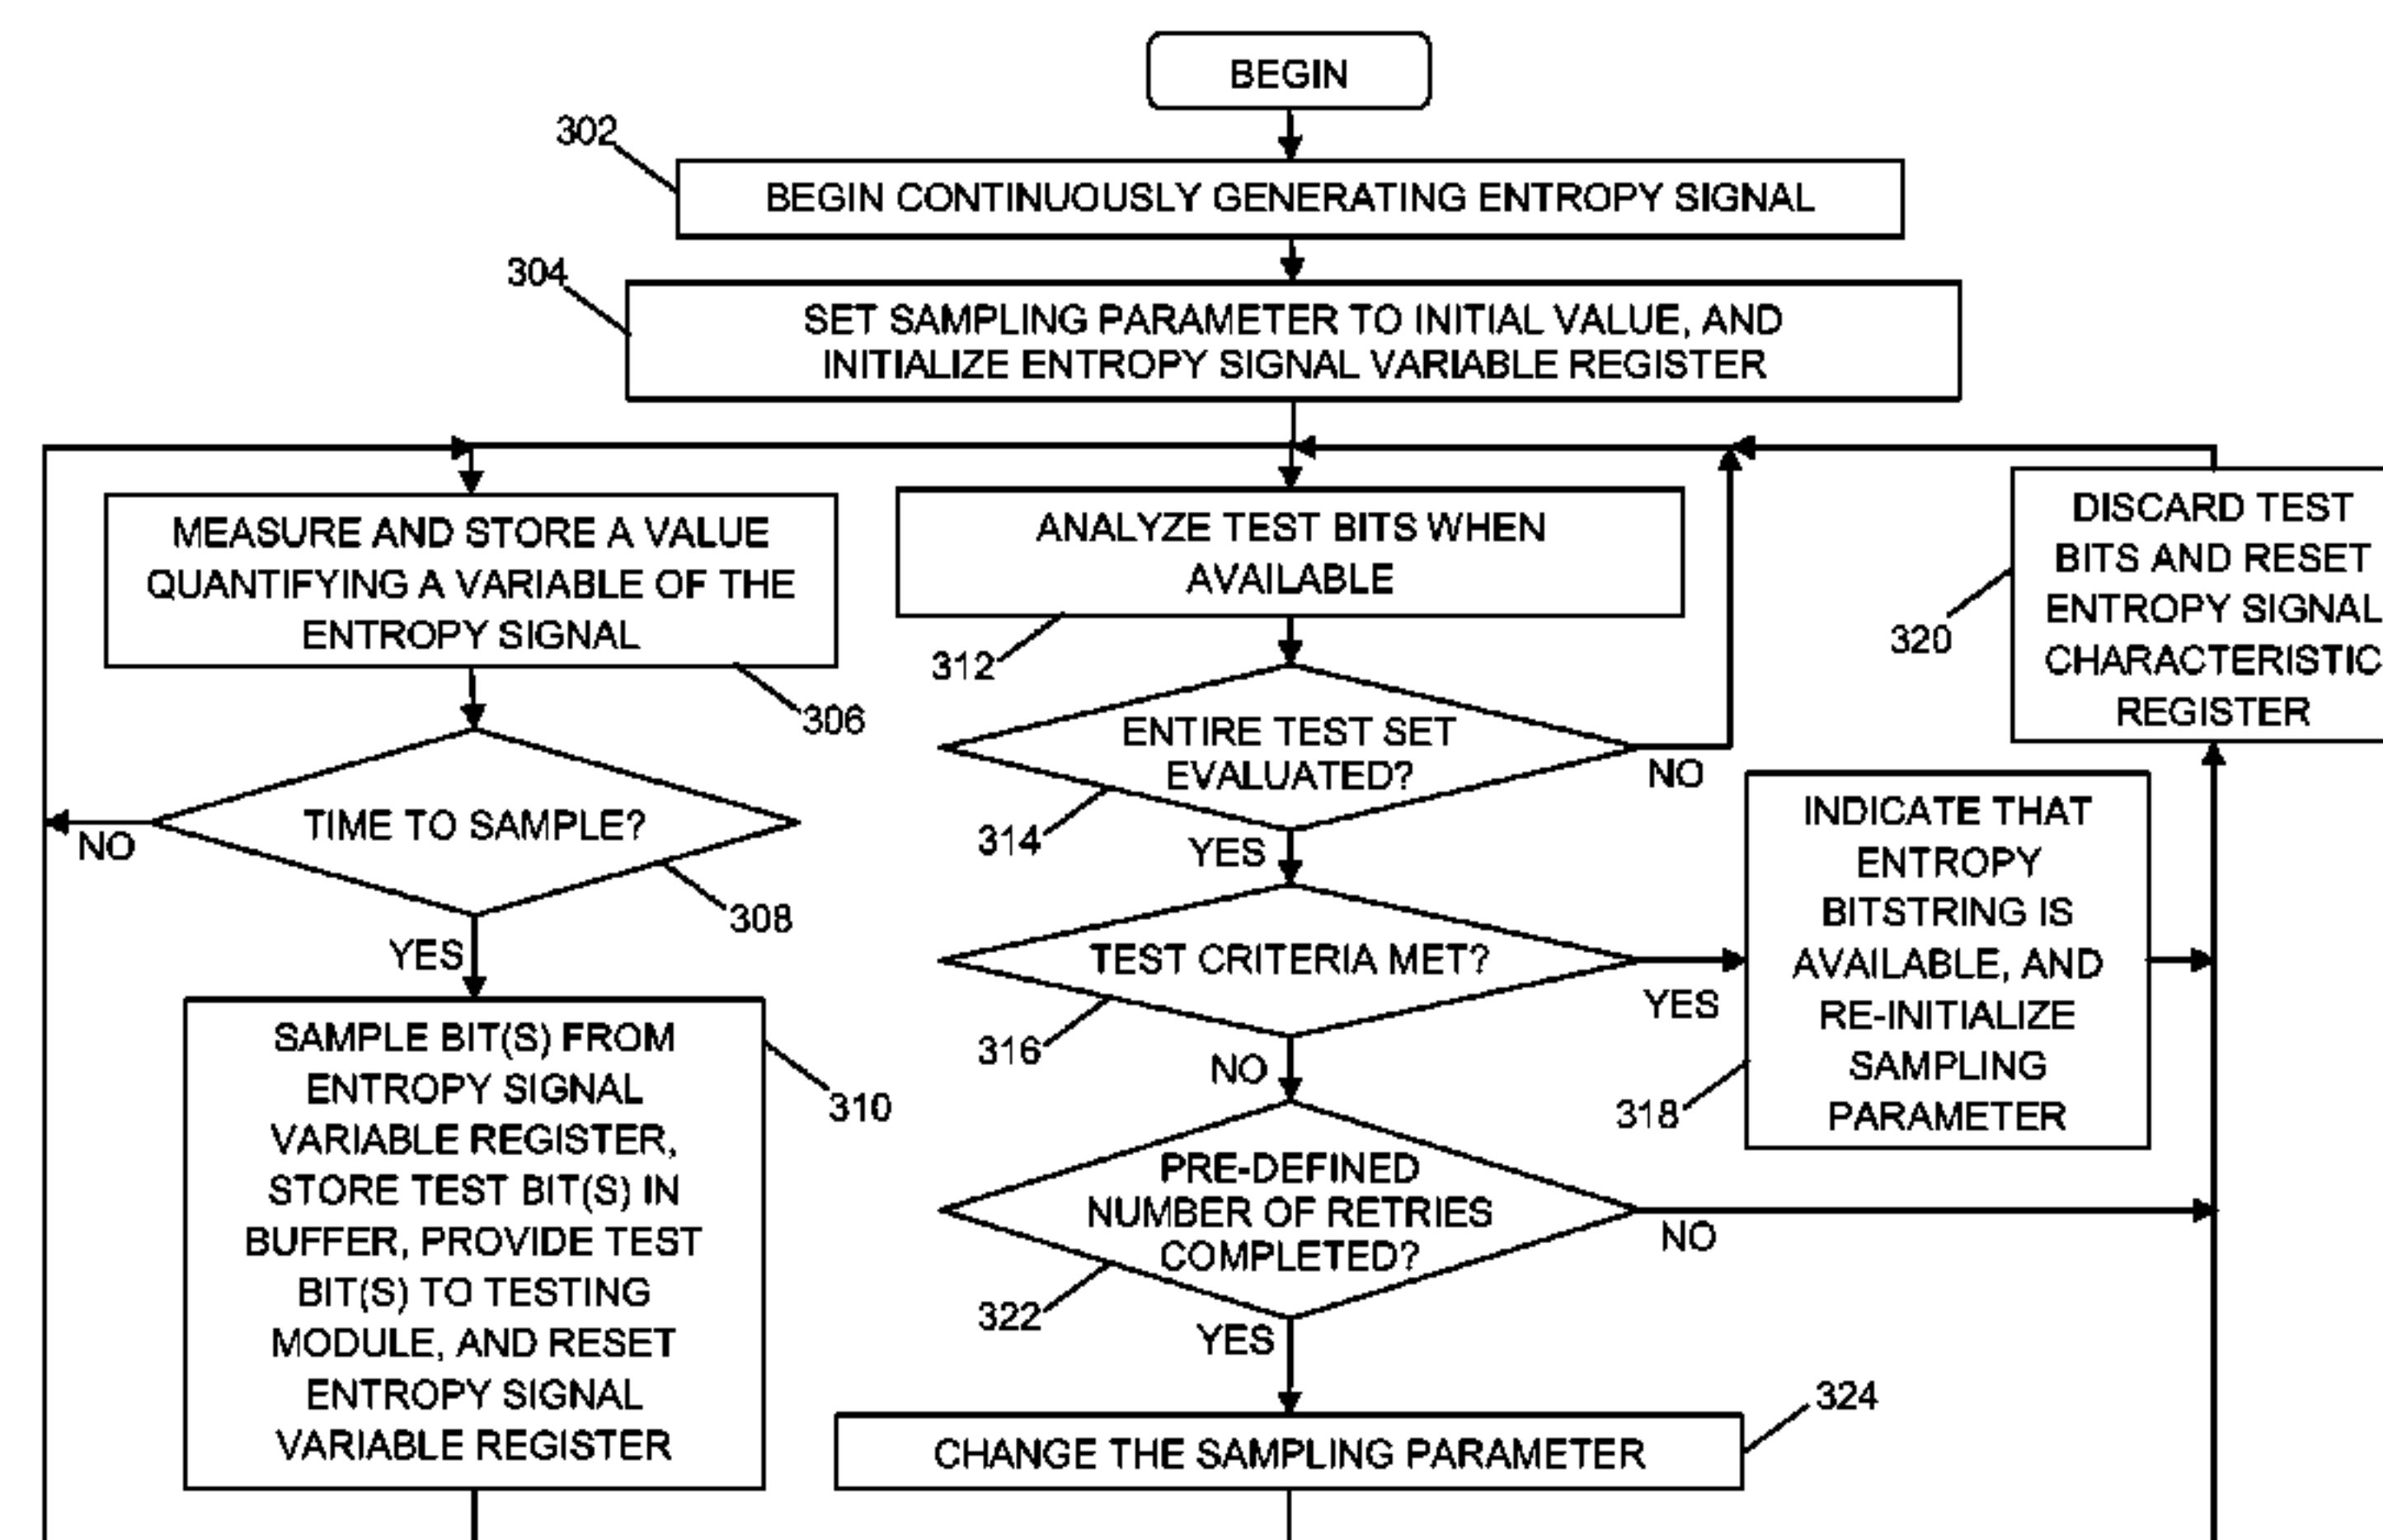 BEGIN
302
BEGIN CONTINUOUSLY GENERATING ENTROPY SIGNAL
304
SET SAMPLING PARAMETER TO INITIAL VALUE, AND
INITIALIZE ENTROPY SIGNAL VARIABLE REGISTER
MEASURE AND STORE A VALUE
QUANTIFYING A VARIABLE OF THE
ENTROPY SIGNAL
306
TIME TO SAMPLE?
NO
308
YES
SAMPLE BIT(S) FROM
ENTROPY SIGNAL
VARIABLE REGISTER,
STORE TEST BIT(S) IN
BUFFER, PROVIDE TEST
BIT(S) TO TESTING
MODULE, AND RESET
ENTROPY SIGNAL
VARIABLE REGISTER
310
ANALYZE TEST BITS WHEN
AVAILABLE
312
ENTIRE TEST SET
EVALUATED?
NO
314
YES
TEST CRITERIA MET?
YES
316
NO
PRE-DEFINED
NUMBER OF RETRIES
COMPLETED?
NO
322
YES
CHANGE THE SAMPLING PARAMETER
324
INDICATE THAT
ENTROPY
BITSTRING IS
AVAILABLE, AND
RE-INITIALIZE
SAMPLING
PARAMETER
318
DISCARD TEST
BITS AND RESET
ENTROPY SIGNAL
CHARACTERISTIC
REGISTER
320